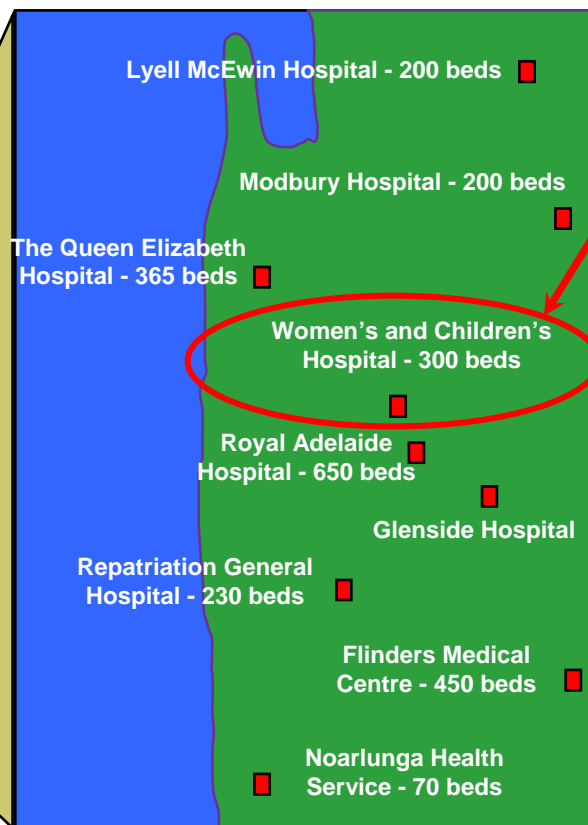 Lyell McEwin Hospital - 200 beds
Modbury Hospital - 200 beds
The Queen Elizabeth
Hospital - 365 beds
Women’s and Children’s
Hospital - 300 beds
Royal Adelaide
Hospital - 650 beds
Glenside Hospital
Repatriation General
Hospital - 230 beds
Flinders Medical
Centre - 450 beds
Noarlunga Health
Service - 70 beds